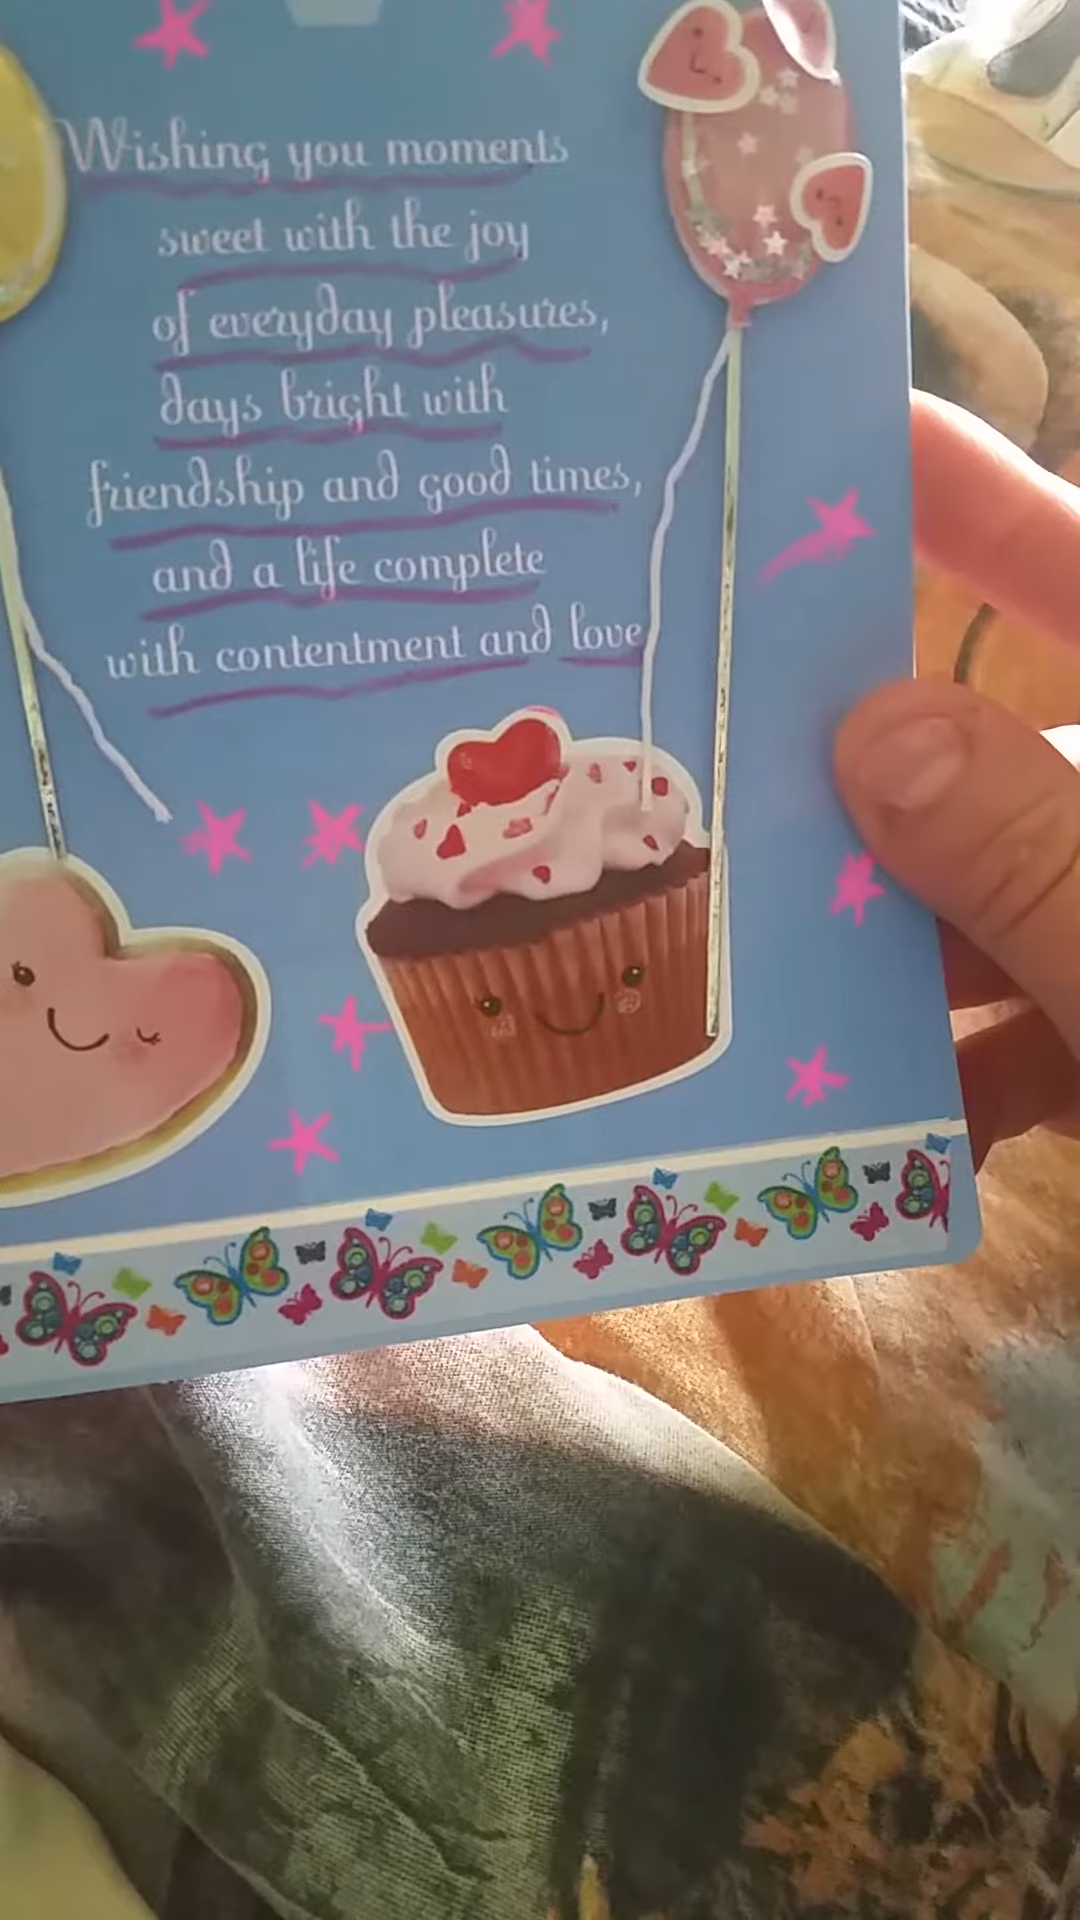 Wishing you moments
sweet with the joy
of everyday pleasures,
days bright with
friendship and good times,
and a life complete
with contentment and love